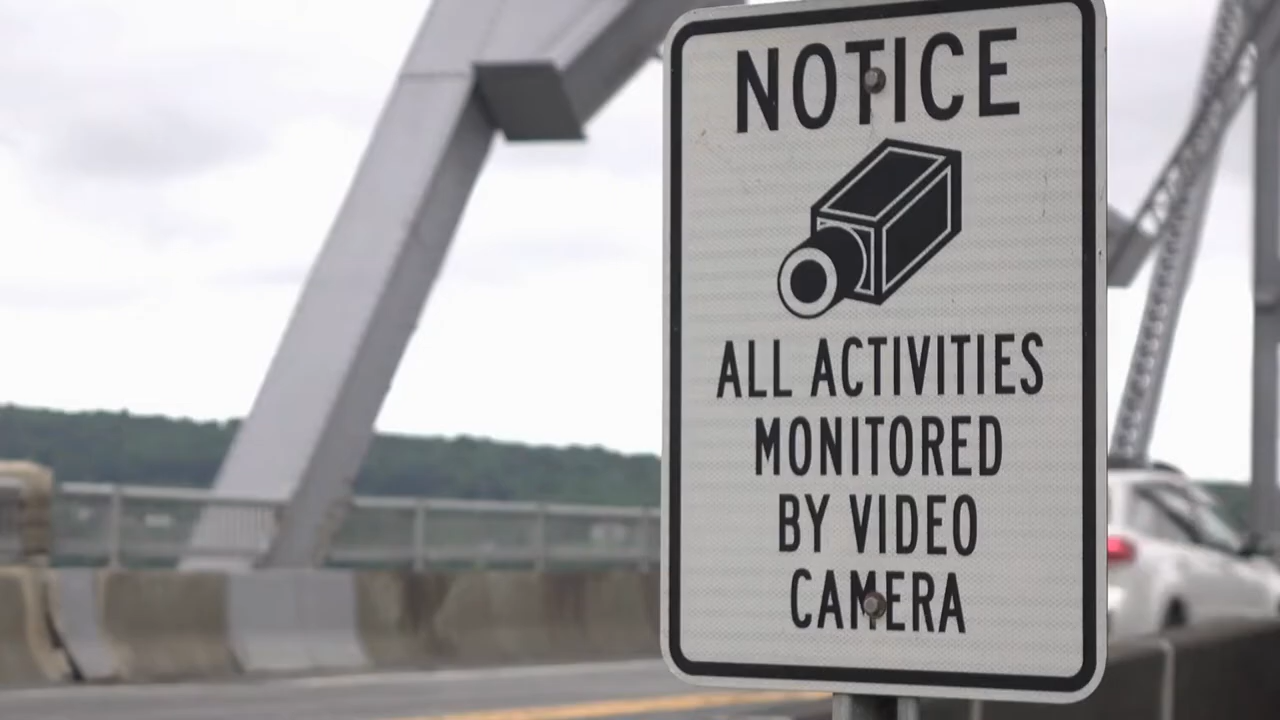 NOTICE
ALL ACTIVITIES
MONITORED
BY VIDEO
CAMERA